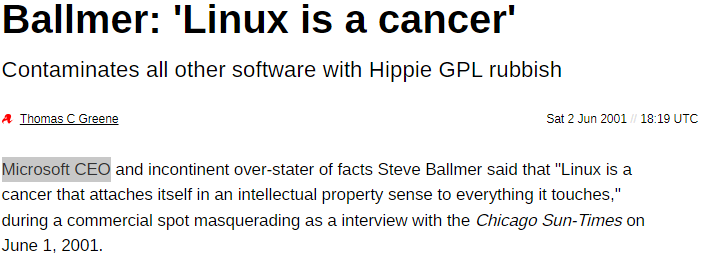 Ballmer: 'Linux is a cancer'
Contaminates all other software with Hippie GPL rubbish
Thomas C Greene Sat 2 Jun 2001 // 18:19 UTC
Microsoft CEO and incontinent over-stater of facts Steve Ballmer said that "Linux is a
cancer that attaches itself in an intellectual property sense to everything it touches,"
during a commercial spot masquerading as a interview with the Chicago Sun-Times on
June 1, 2001.